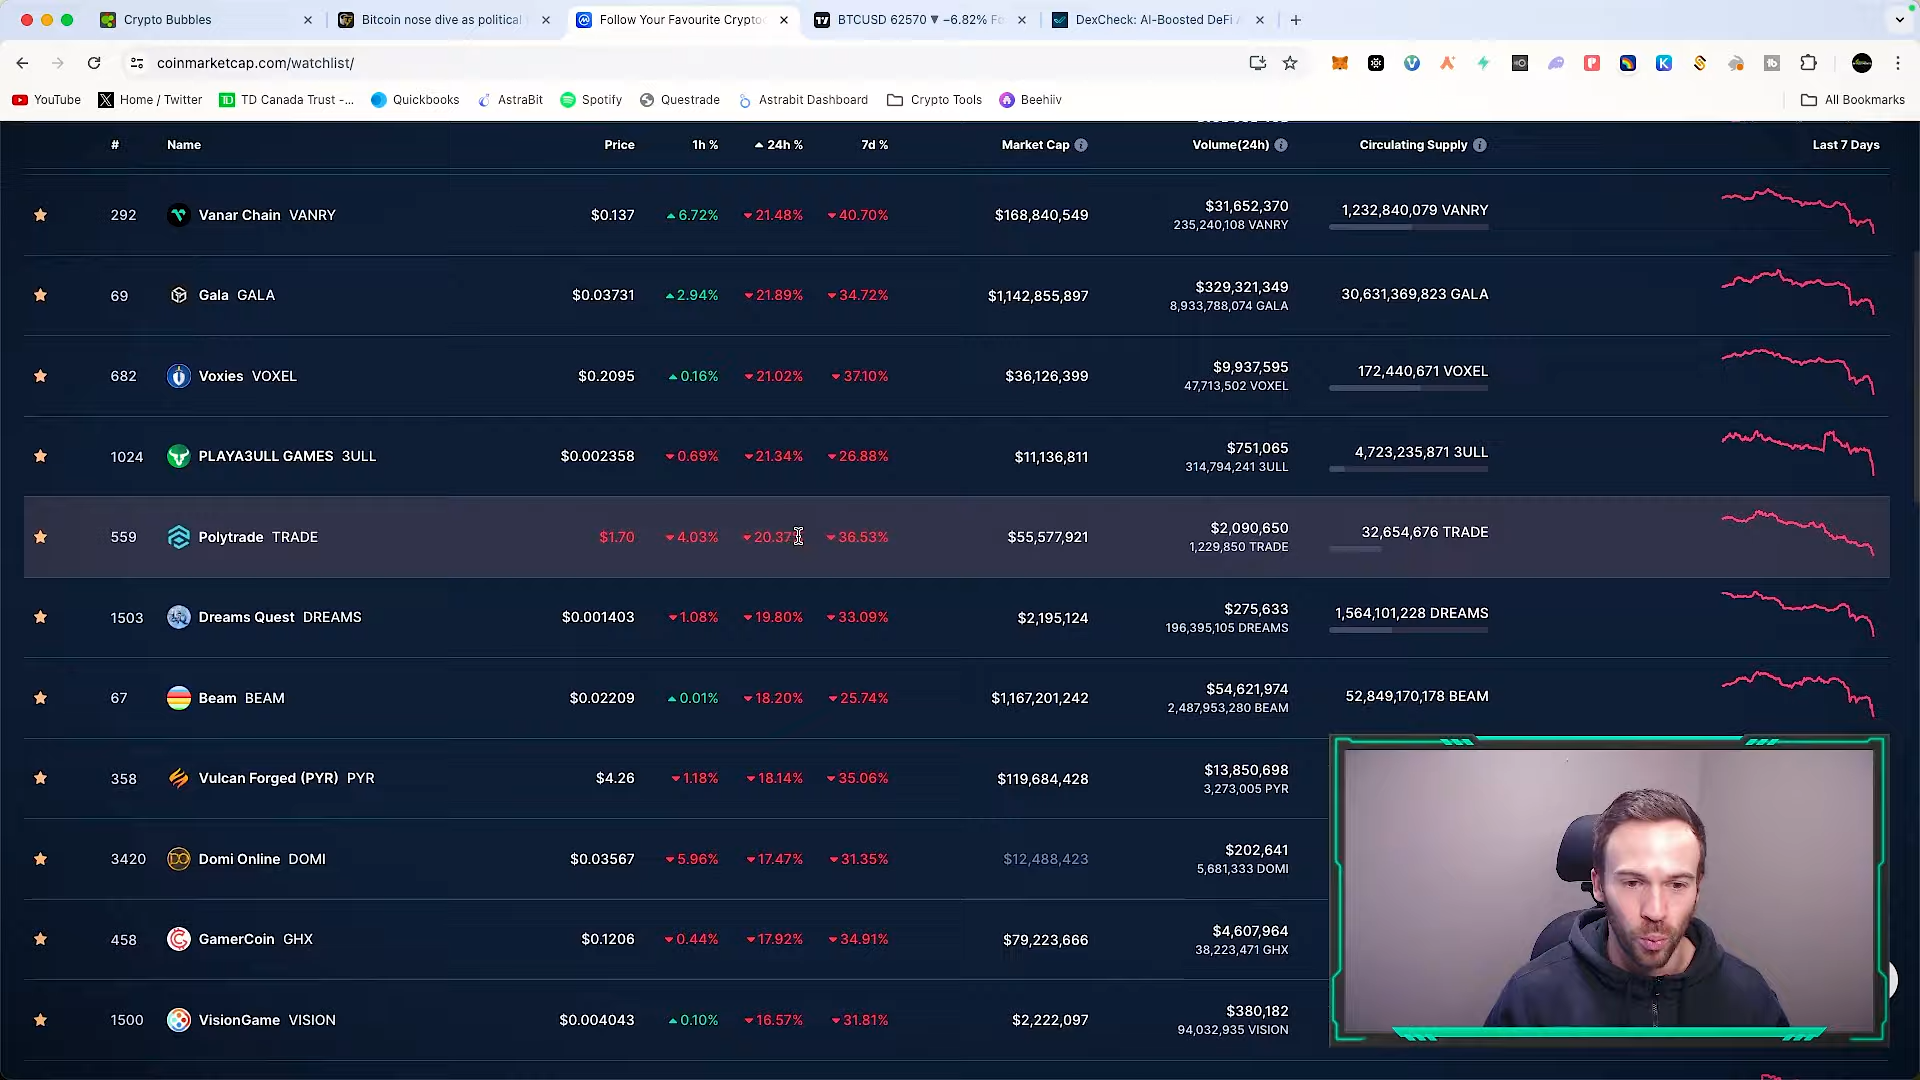 Crypto Bubbles
Bitcoin nose dive as political
Follow Your Favourite Crypto
BTCUSD 62570 ▼ −6.82%
DexCheck: AI-Boosted DeFi
coinmarketcap.com/watchlist/
YouTube
Home / Twitter
TD Canada Trust -...
Quickbooks
AstraBit
Spotify
Questrade
Astrabit Dashboard
Crypto Tools
Beehiiv
All Bookmarks
# Name Price 1h % 24h % 7d % Market Cap Volume(24h) Circulating Supply Last 7 Days
292 Vanar Chain VANRY $0.137 6.72% 21.48% 40.70% $168,840,549 $31,652,370 1,232,840,079 VANRY
235,240,108 VANRY
69 Gala GALA $0.03731 2.94% 21.89% 34.72% $1,142,855,897 $329,321,349 30,631,369,823 GALA
8,933,788,074 GALA
682 Voxies VOXEL $0.2095 0.16% 21.02% 37.10% $36,126,399 $9,937,595 172,440,671 VOXEL
47,713,502 VOXEL
1024 PLAYA3ULL GAMES 3ULL $0.002358 0.69% 21.34% 26.88% $11,136,811 $751,065 4,723,235,871 3ULL
314,794,241 3ULL
559 Polytrade TRADE $1.70 4.03% 20.37% 36.53% $55,577,921 $2,090,650 32,654,676 TRADE
1,229,850 TRADE
1503 Dreams Quest DREAMS $0.001403 1.08% 19.80% 33.09% $2,195,124 $275,633 1,564,101,228 DREAMS
196,395,105 DREAMS
67 Beam BEAM $0.02209 0.01% 18.20% 25.74% $1,167,201,242 $54,621,974 52,849,170,178 BEAM
2,487,953,280 BEAM
358 Vulcan Forged (PYR) PYR $4.26 1.18% 18.14% 35.06% $119,684,428 $13,850,698
3,273,005 PYR
3420 Domi Online DOMI $0.03567 5.96% 17.47% 31.35% $12,488,423 $202,641
5,681,333 DOMI
458 GamerCoin GHX $0.1206 0.44% 17.92% 34.91% $79,223,666 $4,607,964
38,223,471 GHX
1500 VisionGame VISION $0.004043 0.10% 16.57% 31.81% $2,222,097 $380,182
94,032,935 VISION